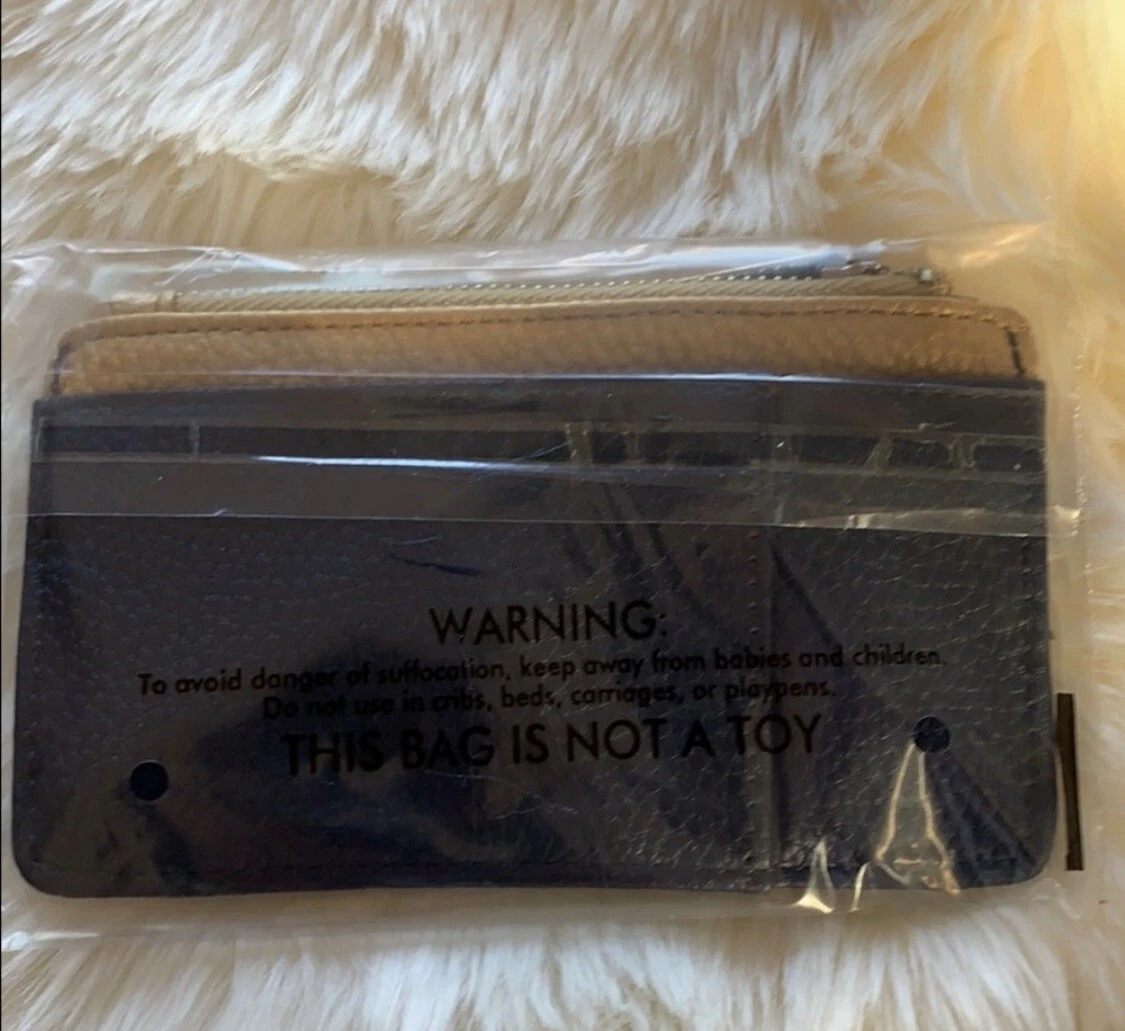 WARNING:
To avoid danger of suffocation, keep away from babies and children.
Do not use in cribs, beds, carriages, or playpens.
THIS BAG IS NOT A TOY